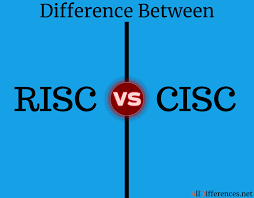 Difference Between
RISC VS CISC
allDifferences.net